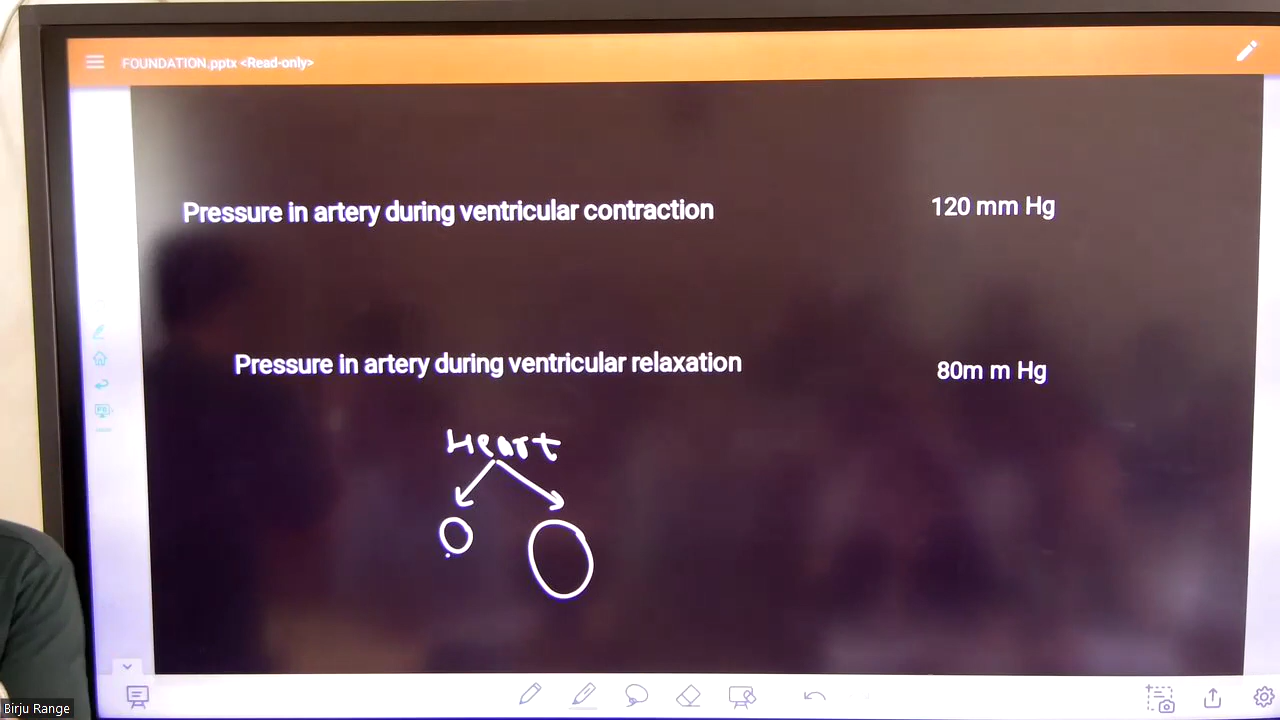 FOUNDATION.pptx <Read-only>
Pressure in artery during ventricular contraction 120 mm Hg
Pressure in artery during ventricular relaxation 80m m Hg
Heart
Birju Range